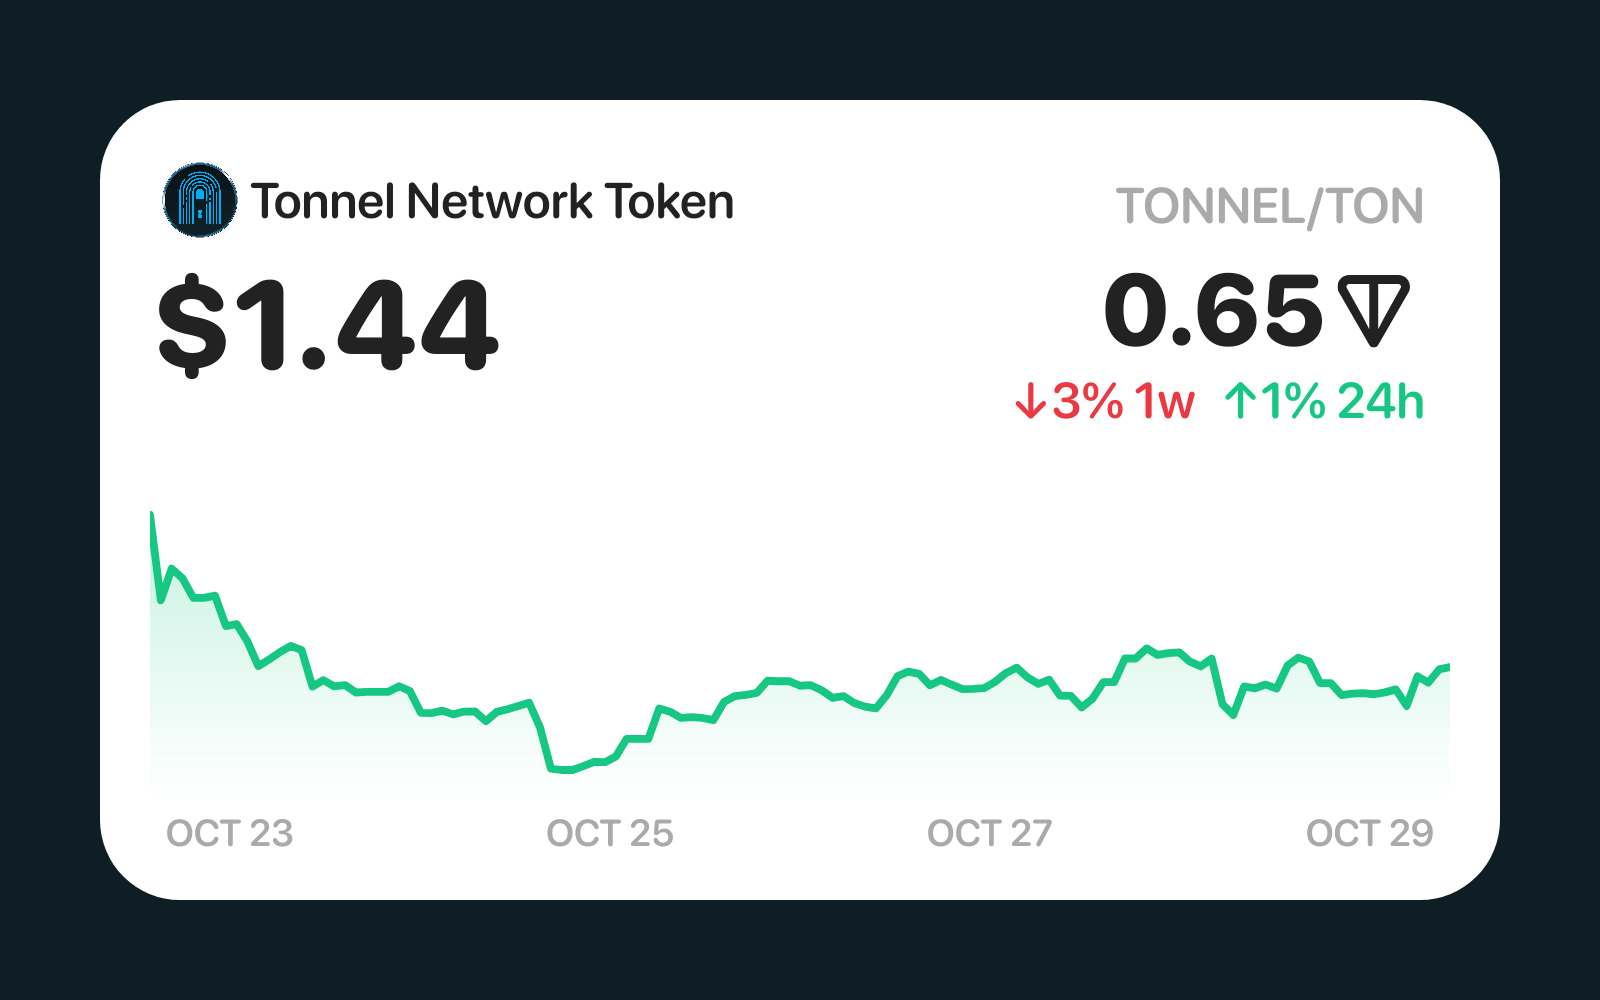 Tonnel Network Token
TONNEL/TON
$1.44
0.65
↓3% 1w ↑1% 24h
OCT 23 OCT 25 OCT 27 OCT 29